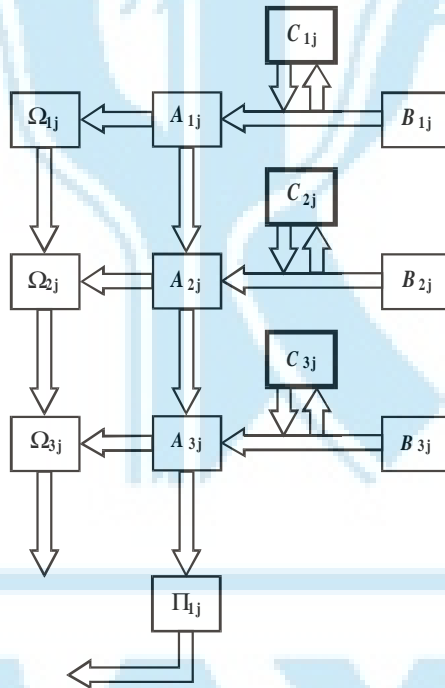 C 1j
Ω1j A 1j B 1j
C 2j
Ω2j A 2j B 2j
C 3j
Ω3j A 3j B 3j
Π1j